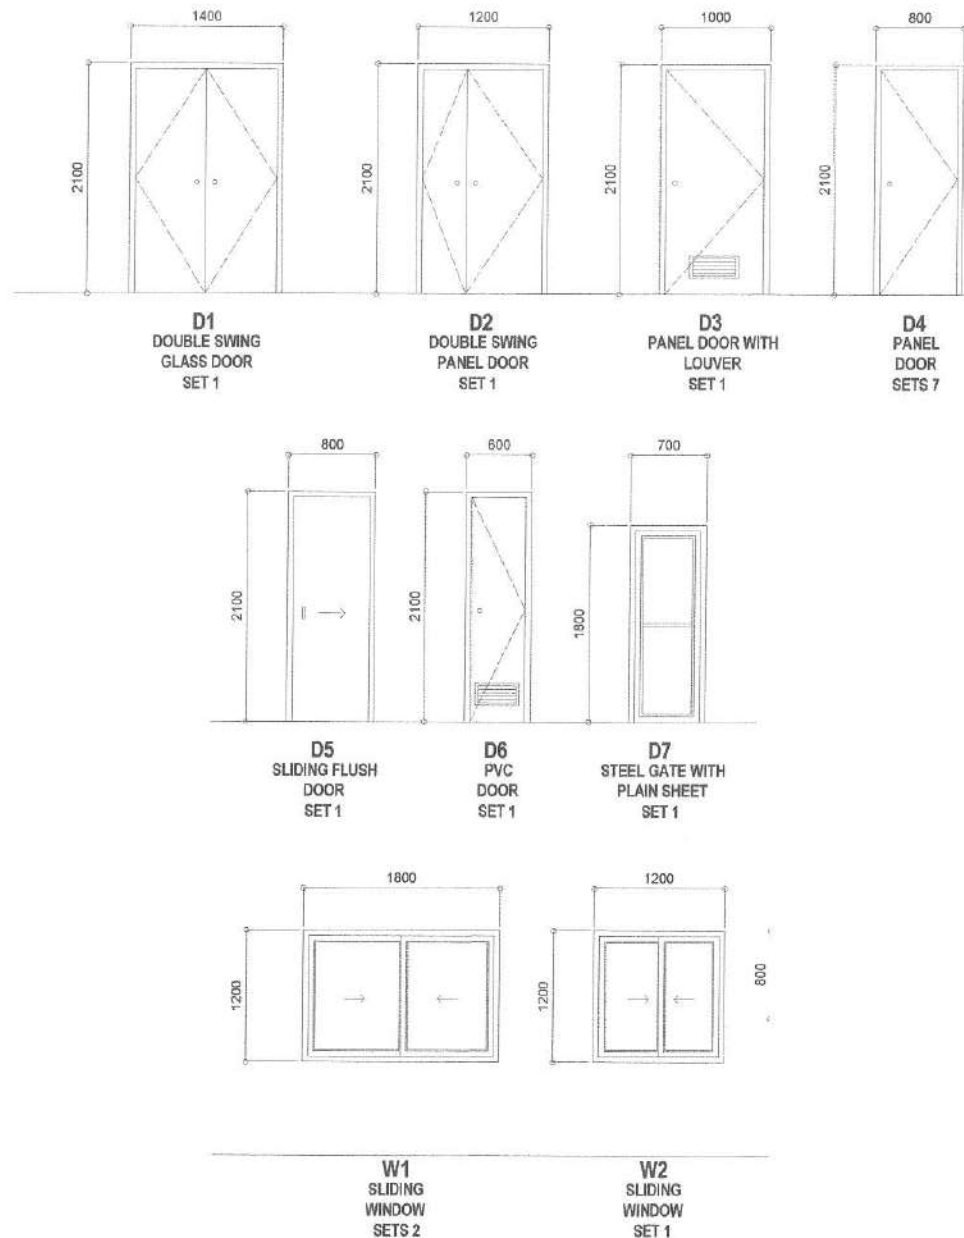 1400
1200
1000
800
2100
2100
2100
2100
D1
DOUBLE SWING
GLASS DOOR
SET 1
D2
DOUBLE SWING
PANEL DOOR
SET 1
D3
PANEL DOOR WITH
LOUVER
SET 1
D4
PANEL
DOOR
SETS 7
800
600
700
2100
2100
1800
D5
SLIDING FLUSH
DOOR
SET 1
D6
PVC
DOOR
SET 1
D7
STEEL GATE WITH
PLAIN SHEET
SET 1
1800
1200
1200
1200
800
W1
SLIDING
WINDOW
SETS 2
W2
SLIDING
WINDOW
SET 1